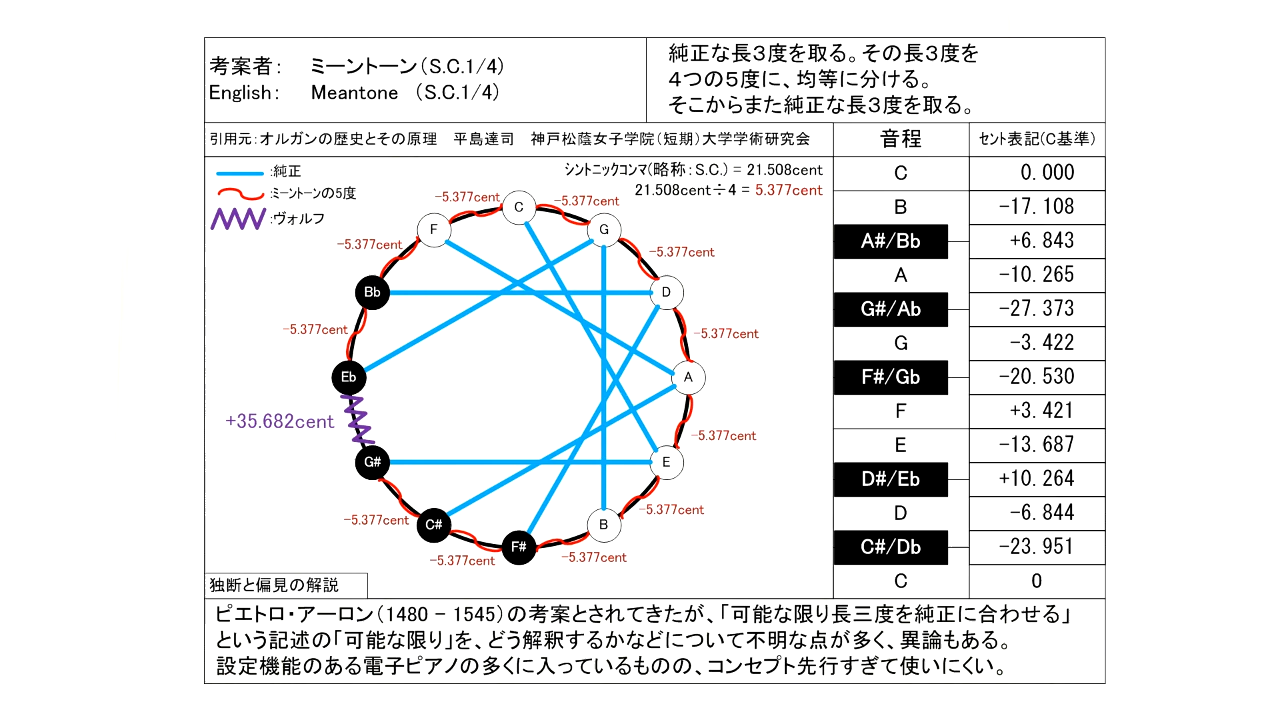 考案者： ミーントーン（S.C.1/4）
English： Meantone （S.C.1/4）
純正な長３度を取る。その長３度を
４つの５度に、均等に分ける。
そこからまた純正な長３度を取る。
引用元：オルガンの歴史とその原理 平島達司 神戸松蔭女子学院（短期）大学学術研究会
音程
セント表記(C基準)
:純正
:ミーントーンの5度
:ヴォルフ
シントニックコンマ(略称：S.C.) = 21.508cent
21.508cent÷4 = 5.377cent
-5.377cent
-5.377cent
-5.377cent
-5.377cent
-5.377cent
-5.377cent
-5.377cent
-5.377cent
-5.377cent
-5.377cent
-5.377cent
+35.682cent
C
G
D
A
E
B
F#
C#
G#
Eb
Bb
F
C 0.000
B -17.108
A#/Bb +6.843
A -10.265
G#/Ab -27.373
G -3.422
F#/Gb -20.530
F +3.421
E -13.687
D#/Eb +10.264
D -6.844
C#/Db -23.951
C 0
独断と偏見の解説
ピエトロ・アーロン（1480 - 1545）の考案とされてきたが、「可能な限り長三度を純正に合わせる」
という記述の「可能な限り」を、どう解釈するかなどについて不明な点が多く、異論もある。
設定機能のある電子ピアノの多くに入っているものの、コンセプト先行すぎて使いにくい。